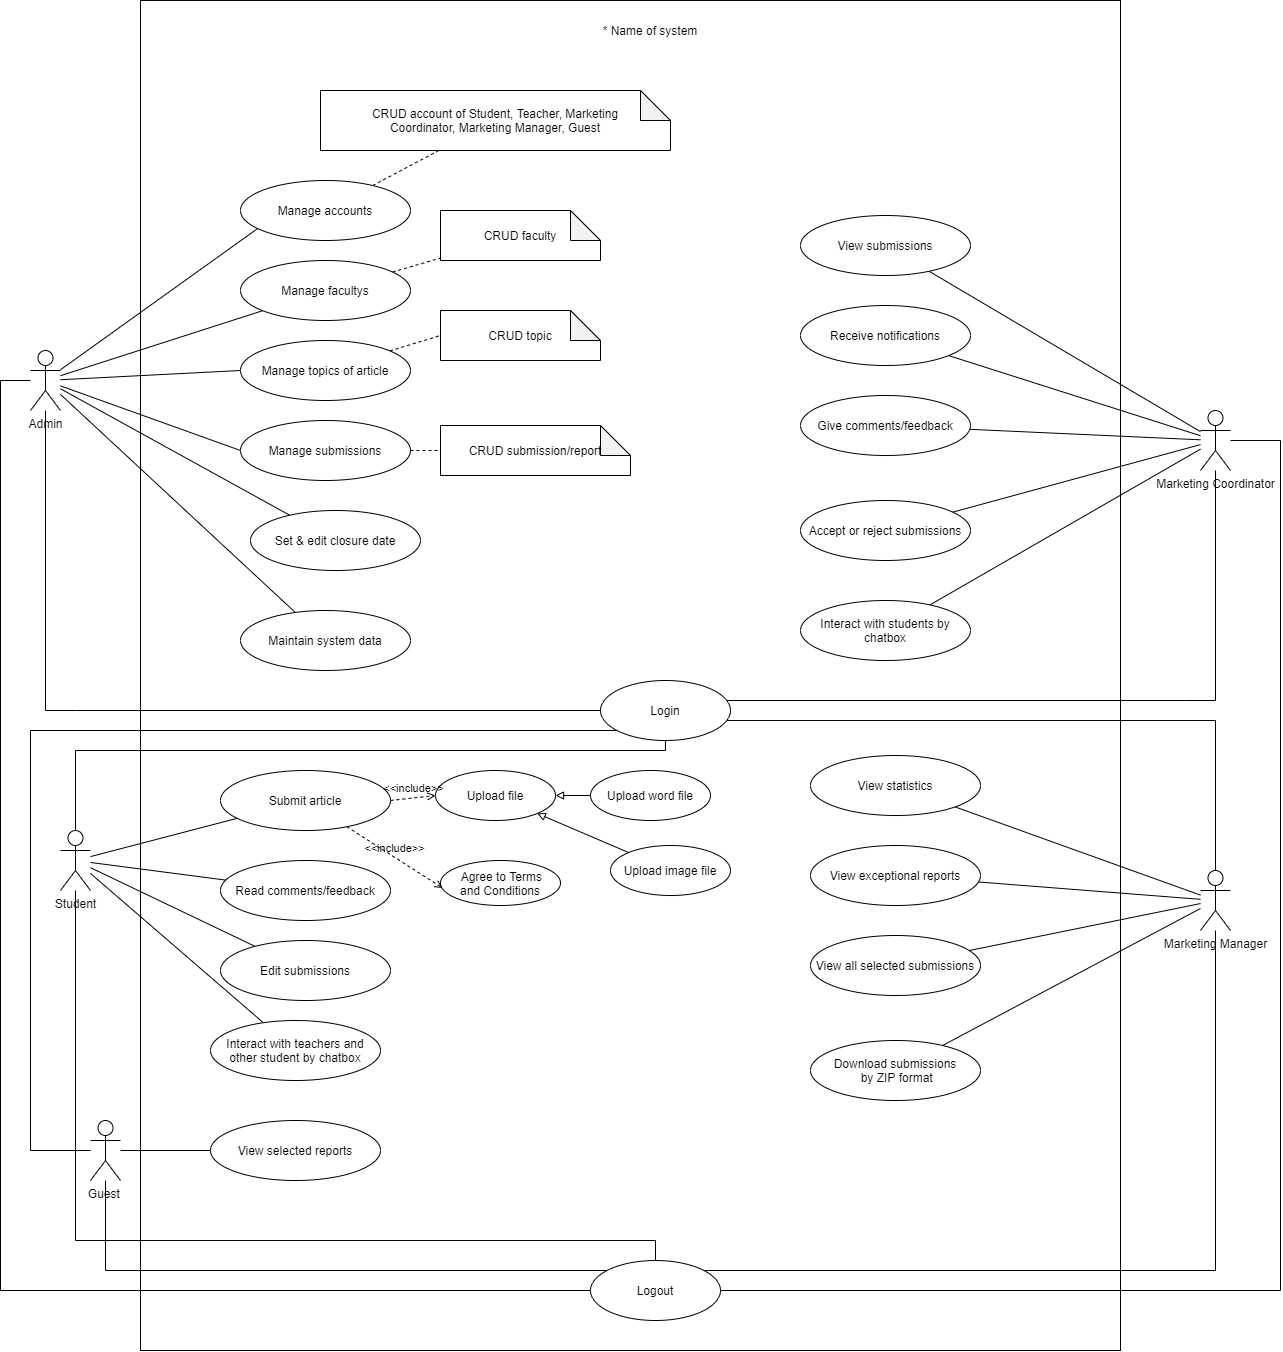 * Name of system
CRUD account of Student, Teacher, Marketing
Coordinator, Marketing Manager, Guest
Manage accounts
CRUD faculty
View submissions
Manage facultys
CRUD topic
Receive notifications
Manage topics of article
Admin
Give comments/feedback
Manage submissions
CRUD submission/report
Marketing Coordinator
Set & edit closure date
Accept or reject submissions
Maintain system data
Interact with students by
chatbox
Login
Submit article
<<include>>
Upload file
Upload word file
View statistics
<<include>>
Upload image file
Student
Read comments/feedback
Agree to Terms
and Conditions
View exceptional reports
Marketing Manager
Edit submissions
View all selected submissions
Interact with teachers and
other student by chatbox
Download submissions
by ZIP format
View selected reports
Guest
Logout